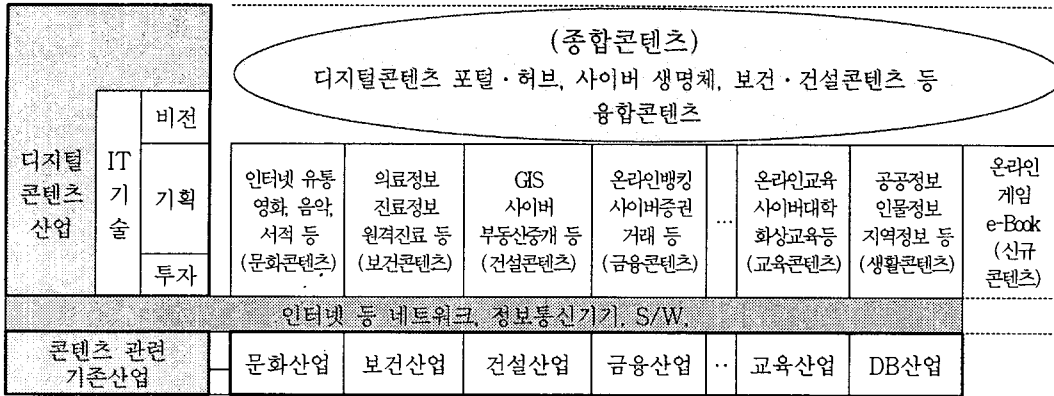 (종합콘텐츠)
디지털콘텐츠 포털·허브, 사이버 생명체, 보건·건설콘텐츠 등
융합콘텐츠
디지털
콘텐츠
산업
IT
기
술
비전
기획
투자
인터넷 유통
영화, 음악,
서적 등
(문화콘텐츠)
의료정보
진료정보
원격진료 등
(보건콘텐츠)
GIS
사이버
부동산중개 등
(건설콘텐츠)
온라인뱅킹
사이버증권
거래 등
(금융콘텐츠)
...
온라인교육
사이버대학
화상교육등
(교육콘텐츠)
공공정보
인물정보
지역정보 등
(생활콘텐츠)
온라인
게임
e-Book
(신규
콘텐츠)
인터넷 등 네트워크, 정보통신기기, S/W,
콘텐츠 관련
기존산업
문화산업
보건산업
건설산업
금융산업
..
교육산업
DB산업